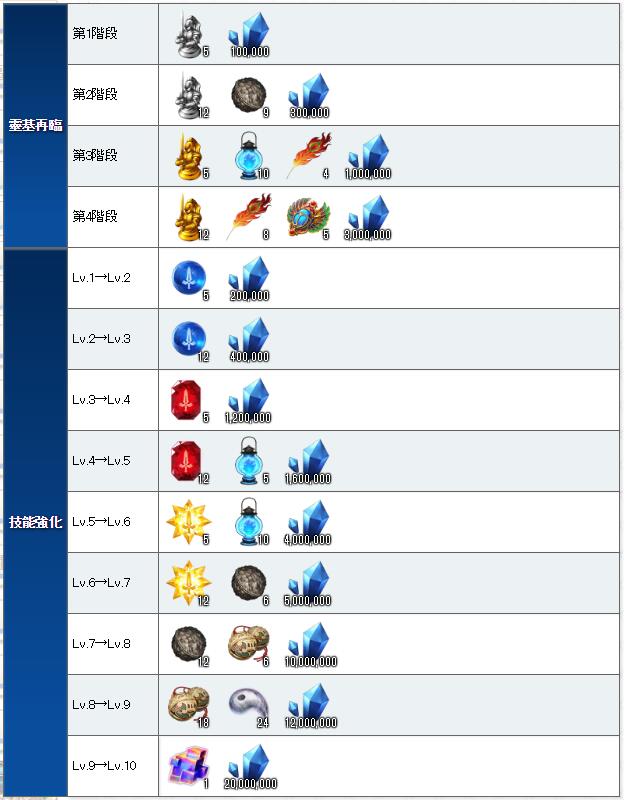 靈基再臨
第1階段
5 100,000
第2階段
12 9 300,000
第3階段
5 10 4 1,000,000
第4階段
12 8 5 3,000,000
技能強化
Lv.1→Lv.2
5 200,000
Lv.2→Lv.3
12 400,000
Lv.3→Lv.4
5 1,200,000
Lv.4→Lv.5
12 5 1,600,000
Lv.5→Lv.6
5 10 4,000,000
Lv.6→Lv.7
12 6 5,000,000
Lv.7→Lv.8
12 6 10,000,000
Lv.8→Lv.9
18 24 12,000,000
Lv.9→Lv.10
1 20,000,000